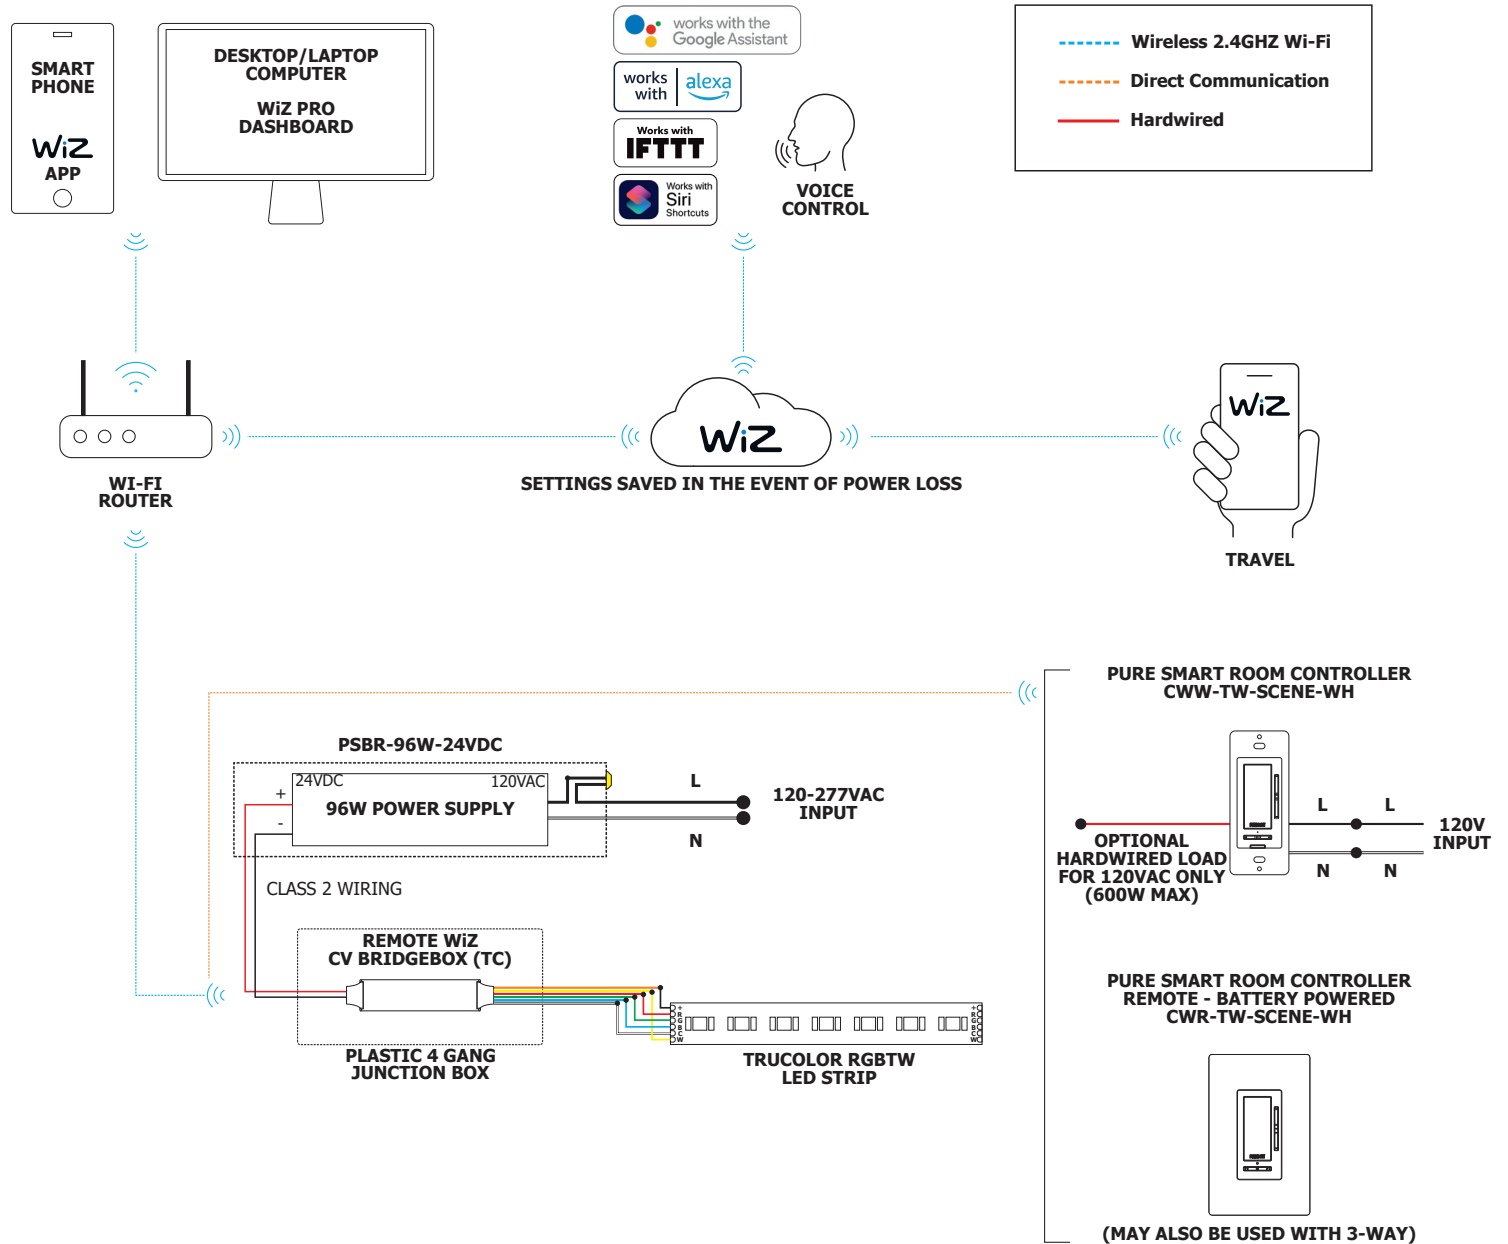 SMART
PHONE
WiZ
APP
DESKTOP/LAPTOP
COMPUTER
WiZ PRO
DASHBOARD
works with the
Google Assistant
works
with
alexa
Works with
IFTTT
Works with
Siri
Shortcuts
VOICE
CONTROL
Wireless 2.4GHZ Wi-Fi
Direct Communication
Hardwired
WI-FI
ROUTER
WiZ
SETTINGS SAVED IN THE EVENT OF POWER LOSS
WiZ
TRAVEL
PSBR-96W-24VDC
24VDC
120VAC
+
-
96W POWER SUPPLY
L
N
120-277VAC
INPUT
CLASS 2 WIRING
REMOTE WiZ
CV BRIDGEBOX (TC)
PLASTIC 4 GANG
JUNCTION BOX
+
R
G
B
C
W
+
R
G
B
C
W
TRUCOLOR RGBTW
LED STRIP
PURE SMART ROOM CONTROLLER
CWW-TW-SCENE-WH
OPTIONAL
HARDWIRED LOAD
FOR 120VAC ONLY
(600W MAX)
L
L
N
N
120V
INPUT
PURE SMART ROOM CONTROLLER
REMOTE - BATTERY POWERED
CWR-TW-SCENE-WH
(MAY ALSO BE USED WITH 3-WAY)